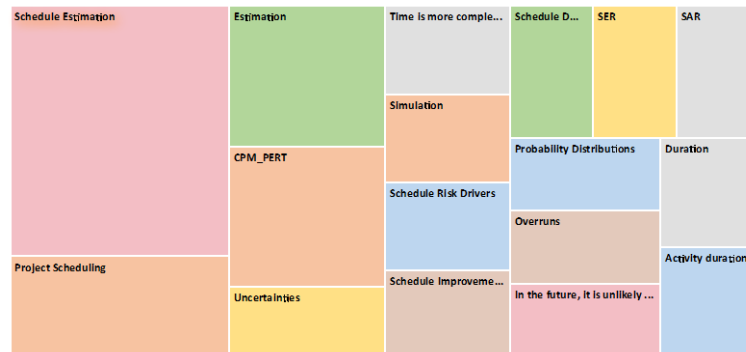 Schedule Estimation
Project Scheduling
Estimation
CPM_PERT
Uncertainties
Time is more comple...
Simulation
Schedule Risk Drivers
Schedule Improveme...
Schedule D...
SER
SAR
Probability Distributions
Overruns
In the future, it is unlikely ...
Duration
Activity duration